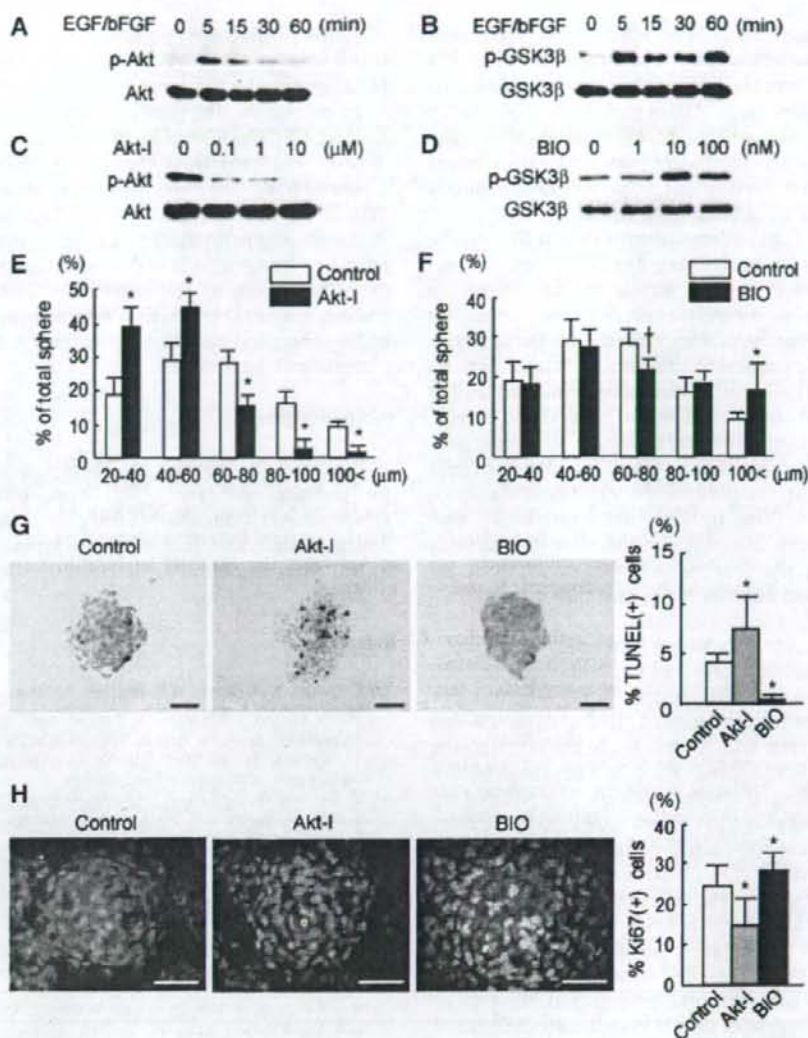 A EGF/bFGF 0 5 15 30 60 (min)
p-Akt
Akt
B EGF/bFGF 0 5 15 30 60 (min)
p-GSK3β
GSK3β
C Akt-I 0 0.1 1 10 (μM)
p-Akt
Akt
D BIO 0 1 10 100 (nM)
p-GSK3β
GSK3β
E (%)
Control
Akt-I
% of total sphere
50
40
30
20
10
0
* * * * *
20-40 40-60 60-80 80-100 100< (μm)
F (%)
Control
BIO
% of total sphere
40
30
20
10
0
† *
20-40 40-60 60-80 80-100 100< (μm)
G
Control Akt-I BIO
(%)
% TUNEL(+) cells
15
10
5
0
* *
Control Akt-I BIO
H
Control Akt-I BIO
(%)
% Ki67(+) cells
40
30
20
10
0
* *
Control Akt-I BIO